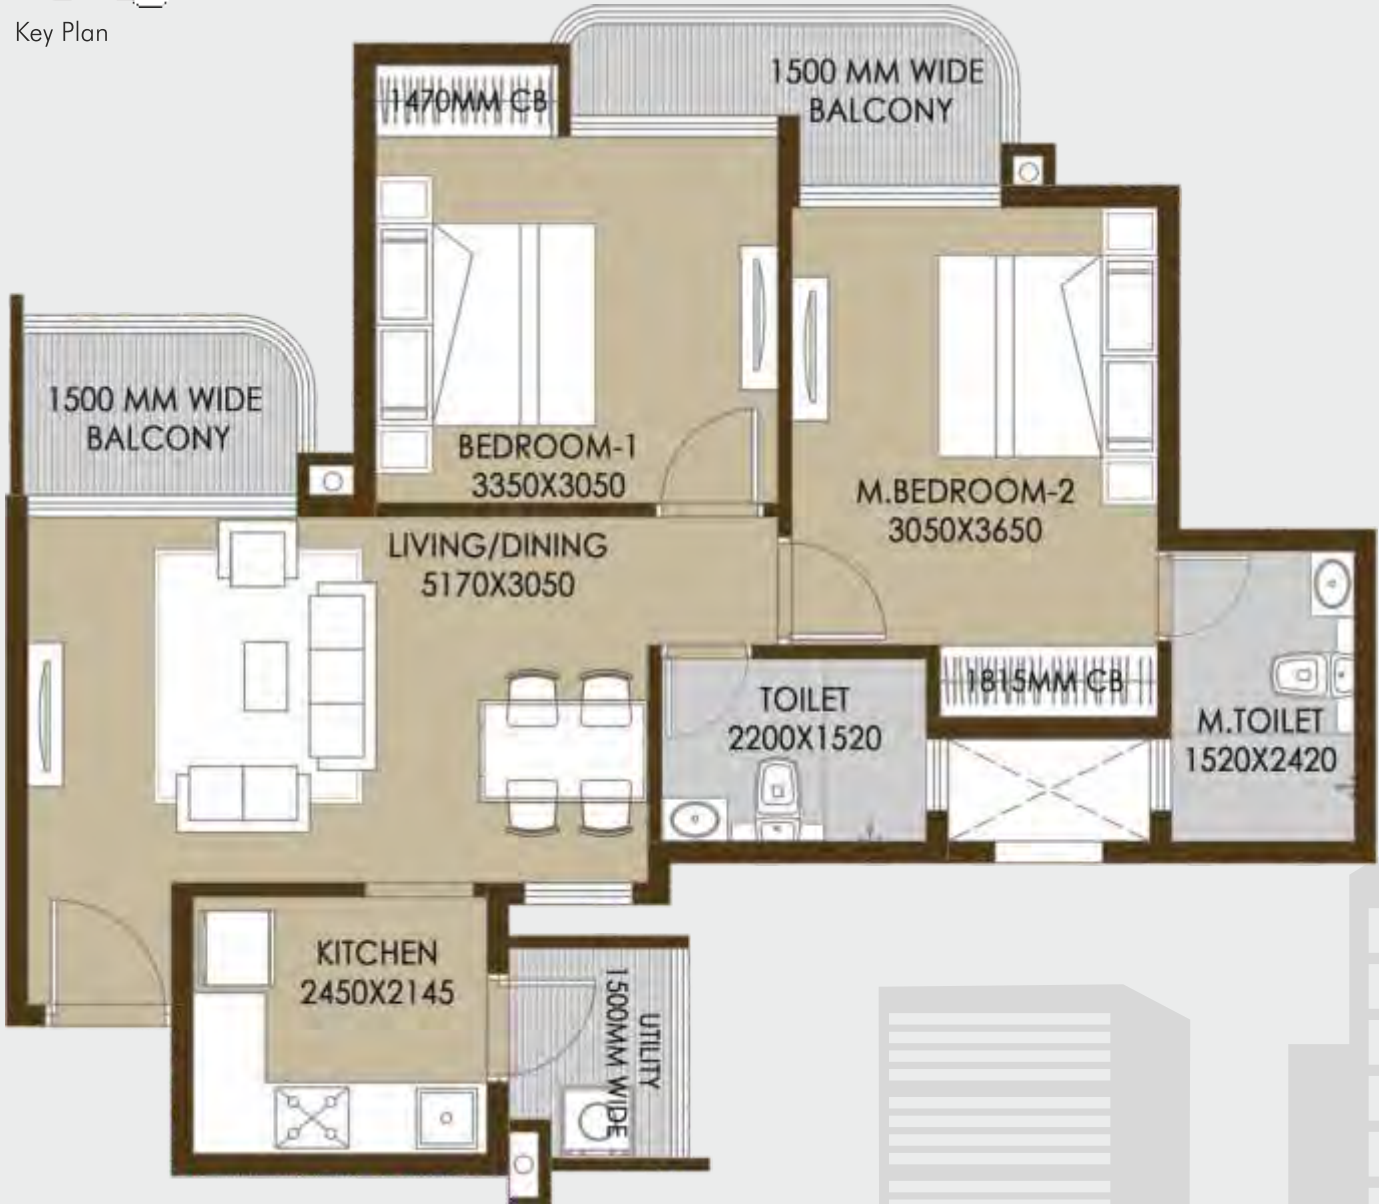 Key Plan
1470MM CB
1500 MM WIDE
BALCONY
1500 MM WIDE
BALCONY
BEDROOM-1
3350X3050
M.BEDROOM-2
3050X3650
LIVING/DINING
5170X3050
1815MM CB
TOILET
2200X1520
M.TOILET
1520X2420
KITCHEN
2450X2145
UTILITY
1500MM WIDE